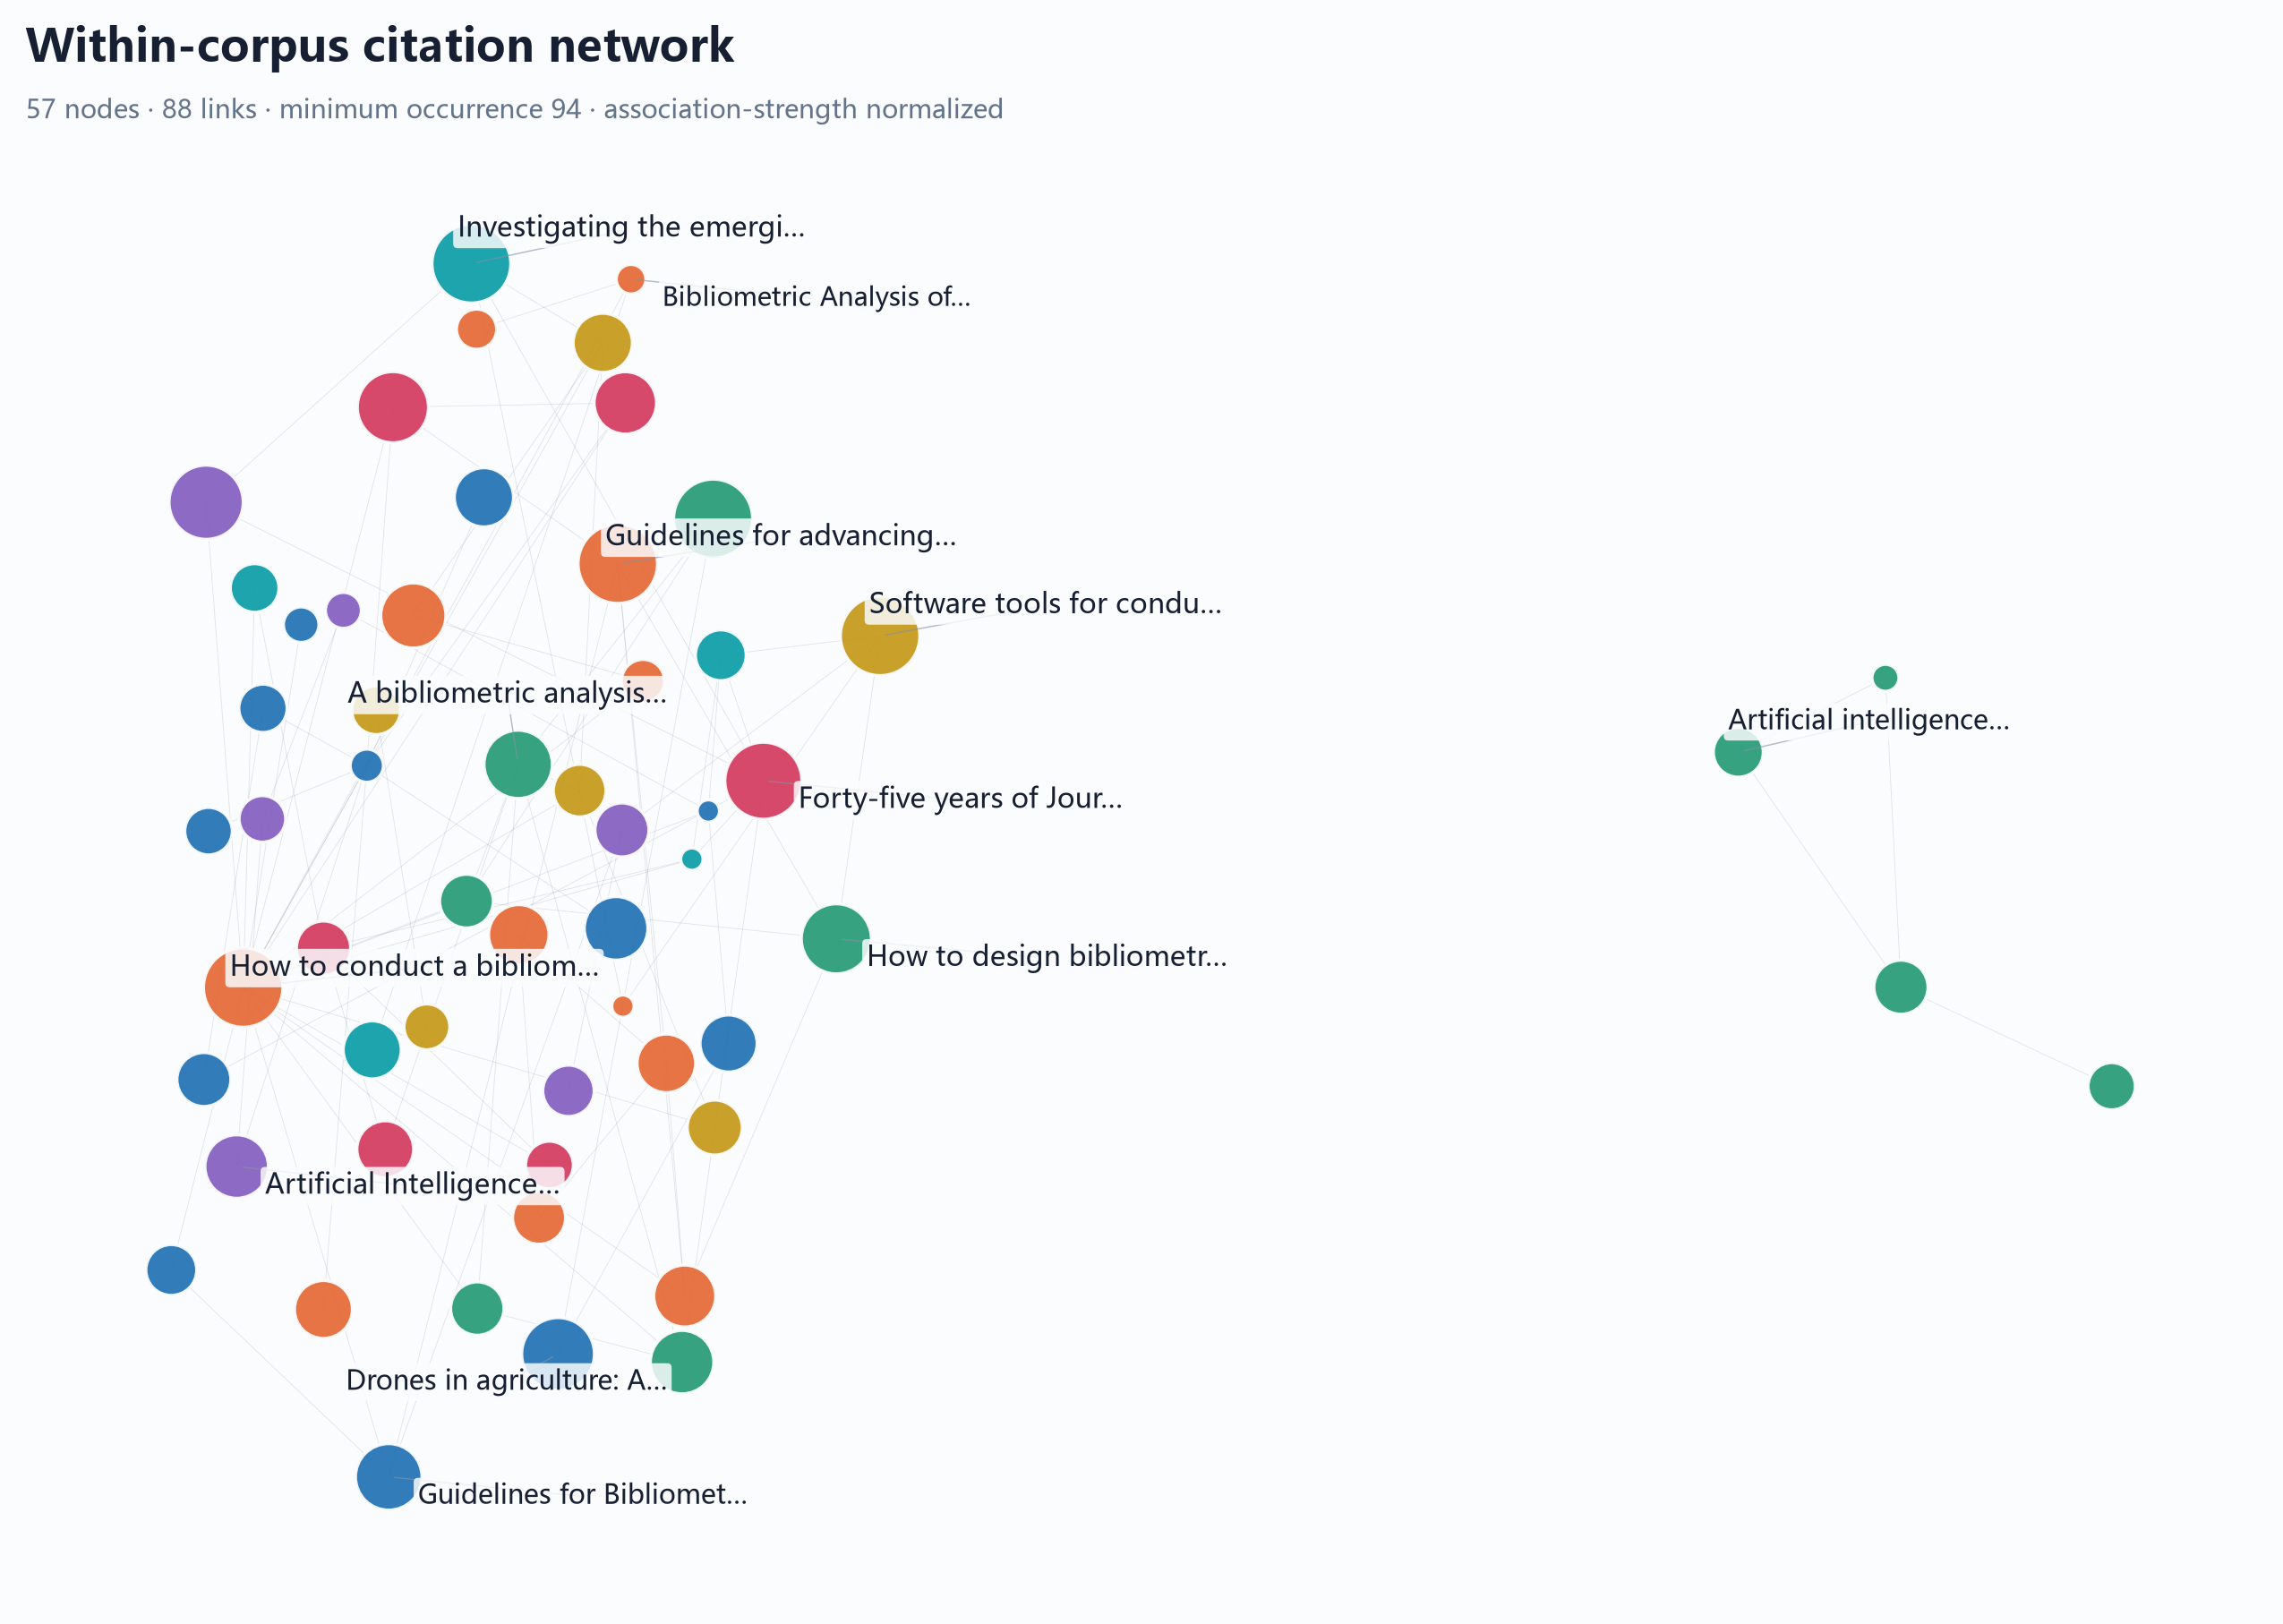 Within-corpus citation network
57 nodes · 88 links · minimum occurrence 94 · association-strength normalized
Investigating the emergi...
Bibliometric Analysis of...
Guidelines for advancing...
Software tools for condu...
A bibliometric analysis...
Artificial intelligence...
Forty-five years of Jour...
How to design bibliometr...
How to conduct a bibliom...
Artificial Intelligence...
Drones in agriculture: A...
Guidelines for Bibliomet...